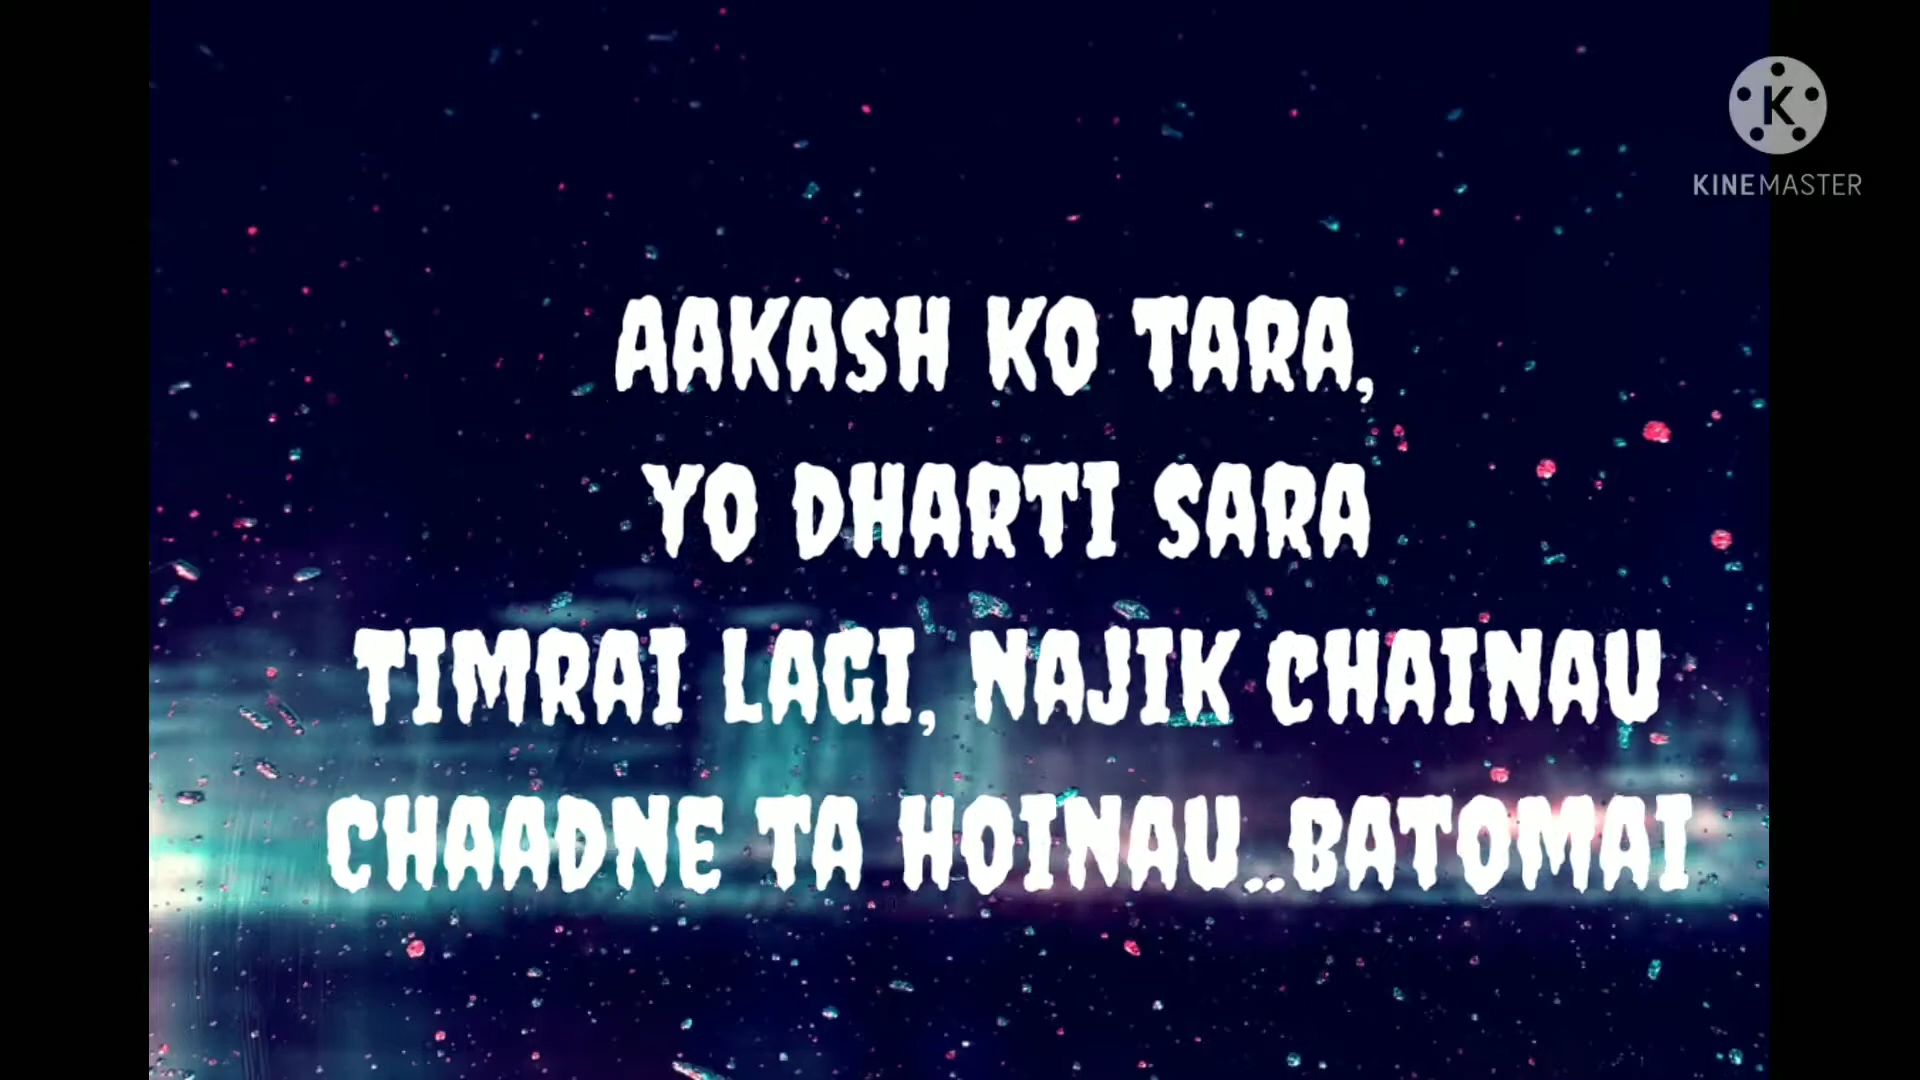 K
KINEMASTER
AAKASH KO TARA,
YO DHARTI SARA
TIMRAI LAGI, NAJIK CHAINAU
CHAADNE TA HOINAU..BATOMAI